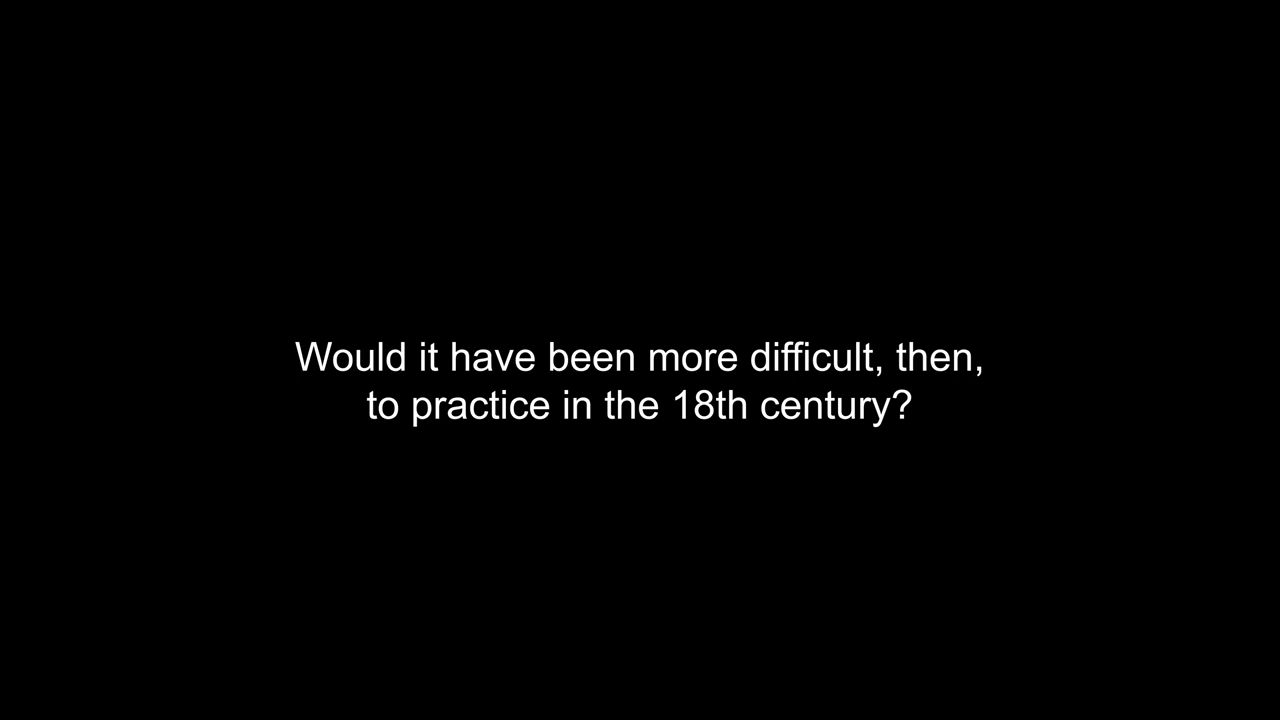 Would it have been more difficult, then,
to practice in the 18th century?